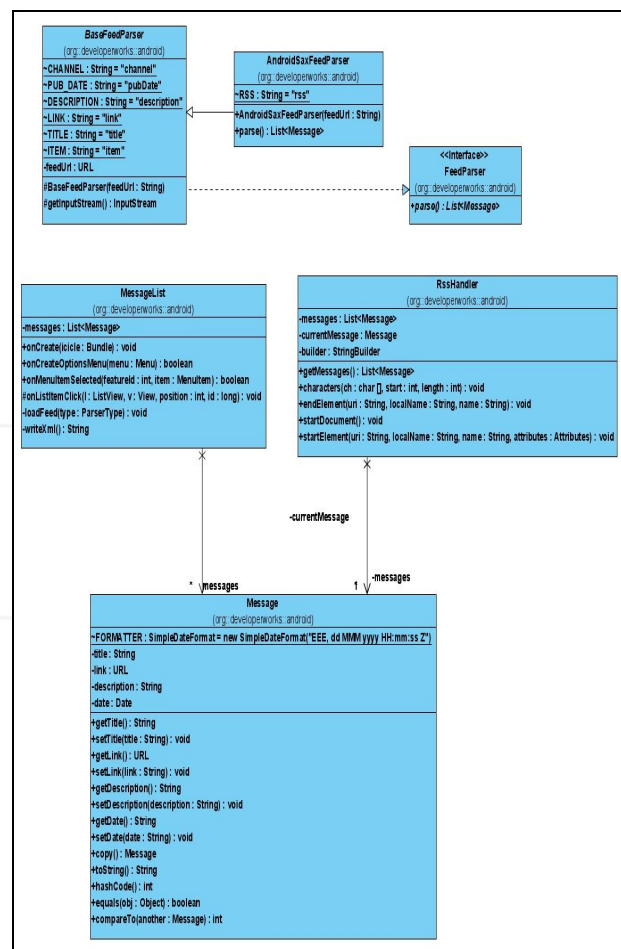 BaseFeedParser
(org::developerworks::android)
~CHANNEL : String = "channel"
~PUB_DATE : String = "pubDate"
~DESCRIPTION : String = "description"
~LINK : String = "link"
~TITLE : String = "title"
~ITEM : String = "item"
-feedUrl : URL
#BaseFeedParser(feedUrl : String)
#getInputStream() : InputStream
AndroidSaxFeedParser
(org::developerworks::android)
~RSS : String = "rss"
+AndroidSaxFeedParser(feedUrl : String)
+parse() : List<Message>
<<Interface>>
FeedParser
(org::developerworks::android)
+parse() : List<Message>
MessageList
(org::developerworks::android)
-messages : List<Message>
+onCreate(icicle : Bundle) : void
+onCreateOptionsMenu(menu : Menu) : boolean
+onMenuItemSelected(featureId : int, item : MenuItem) : boolean
#onListItemClick(l : ListView, v : View, position : int, id : long) : void
-loadFeed(type : ParserType) : void
-writeXml() : String
RssHandler
(org::developerworks::android)
-messages : List<Message>
-currentMessage : Message
-builder : StringBuilder
+getMessages() : List<Message>
+characters(ch : char [], start : int, length : int) : void
+endElement(uri : String, localName : String, name : String) : void
+startDocument() : void
+startElement(uri : String, localName : String, name : String, attributes : Attributes) : void
-currentMessage
* -messages
1 -messages
Message
(org::developerworks::android)
~FORMATTER : SimpleDateFormat = new SimpleDateFormat("EEE, dd MMM yyyy HH:mm:ss Z")
-title : String
-link : URL
-description : String
-date : Date
+getTitle() : String
+setTitle(title : String) : void
+getLink() : URL
+setLink(link : String) : void
+getDescription() : String
+setDescription(description : String) : void
+getDate() : String
+setDate(date : String) : void
+copy() : Message
+toString() : String
+hashCode() : int
+equals(obj : Object) : boolean
+compareTo(another : Message) : int